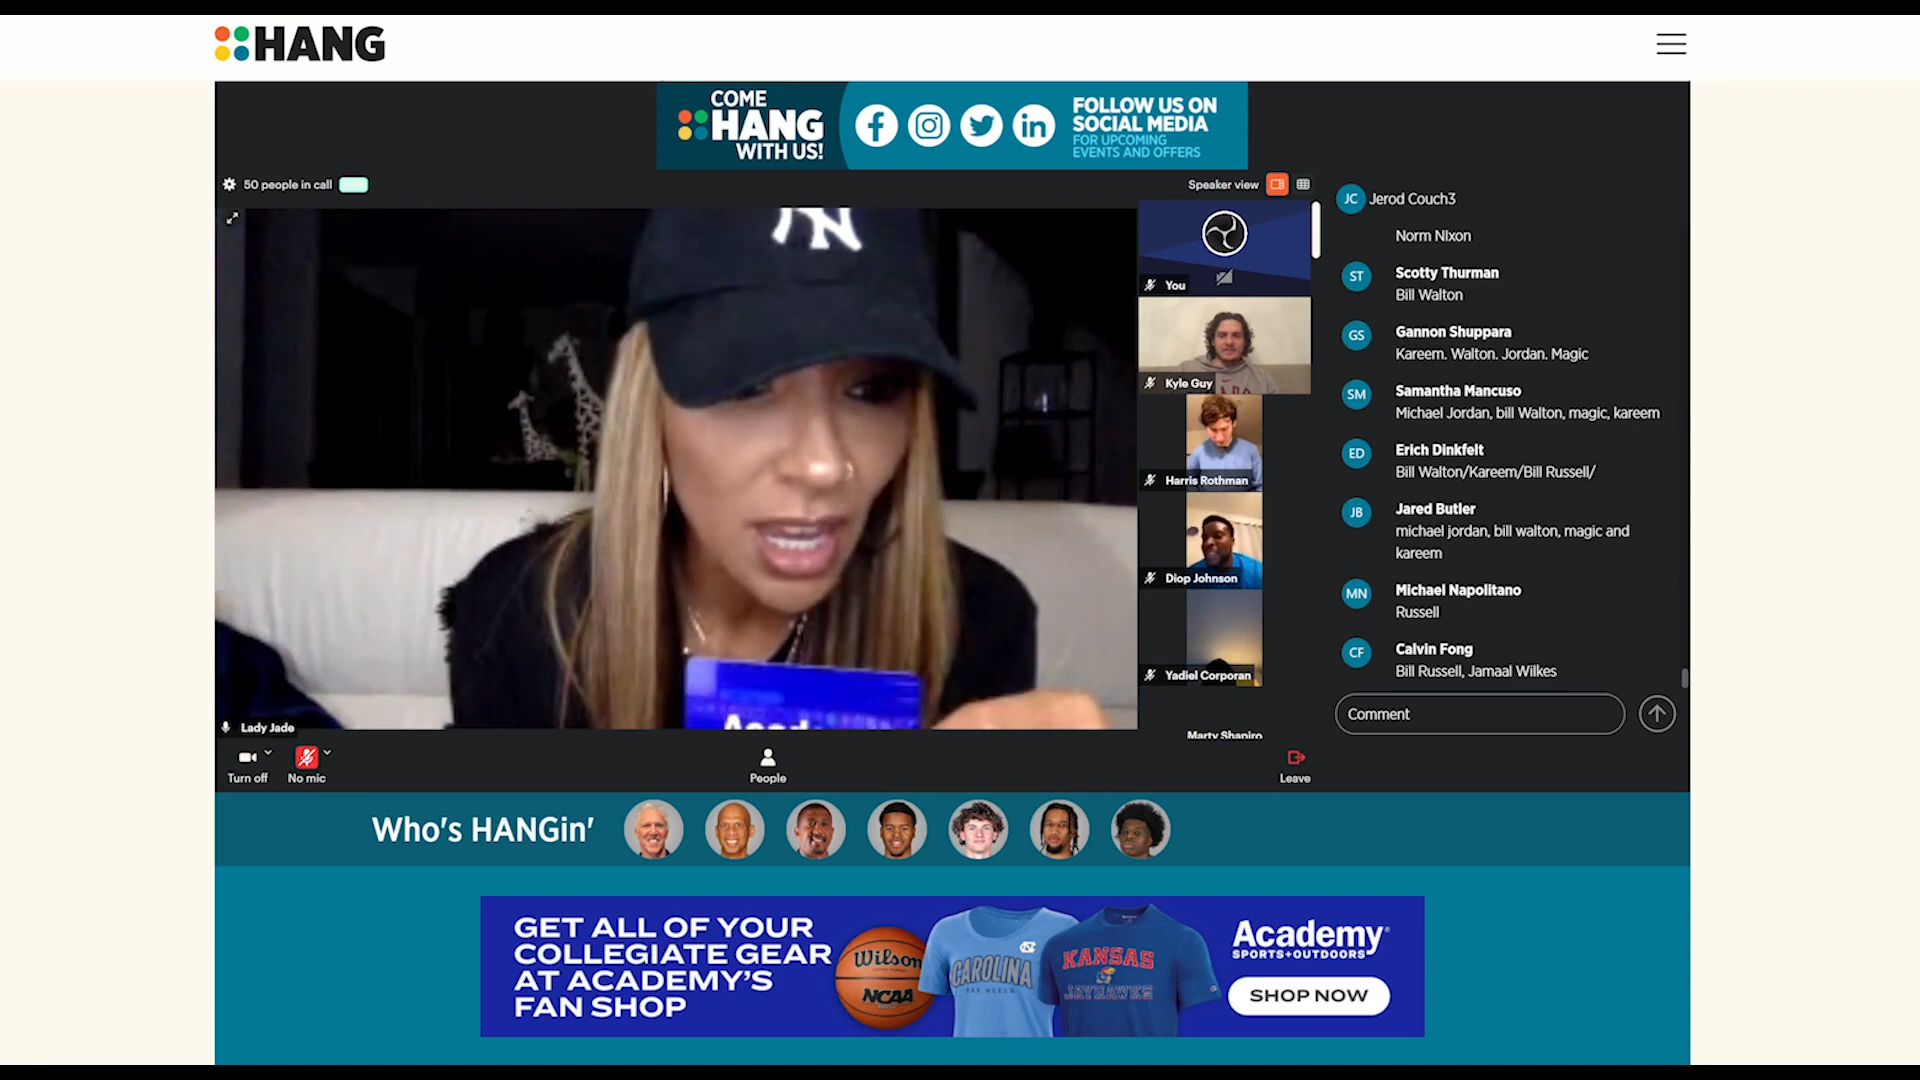 HANG
COME
HANG
WITH US!
FOLLOW US ON
SOCIAL MEDIA
FOR UPCOMING
EVENTS AND OFFERS
50 people in call
Speaker view
NY
Lady Jade
You
Kyle Guy
Harris Rothman
Diop Johnson
Yadiel Corporan
Marty Shapiro
JC Jerod Couch3
Norm NIxon
ST Scotty Thurman
Bill Walton
GS Gannon Shuppara
Kareem. Walton. Jordan. Magic
SM Samantha Mancuso
Michael Jordan, bill Walton, magic, kareem
ED Erich Dinkfelt
Bill Walton/Kareem/Bill Russell/
JB Jared Butler
michael jordan, bill walton, magic and
kareem
MN Michael Napolitano
Russell
CF Calvin Fong
Bill Russell, Jamaal Wilkes
Comment
Turn off
No mic
People
Leave
Who's HANGin'
GET ALL OF YOUR
COLLEGIATE GEAR
AT ACADEMY'S
FAN SHOP
Wilson
NCAA
NC
CAROLINA
TAR HEELS
KANSAS
JAYHAWKS
Academy
SPORTS+OUTDOORS
SHOP NOW